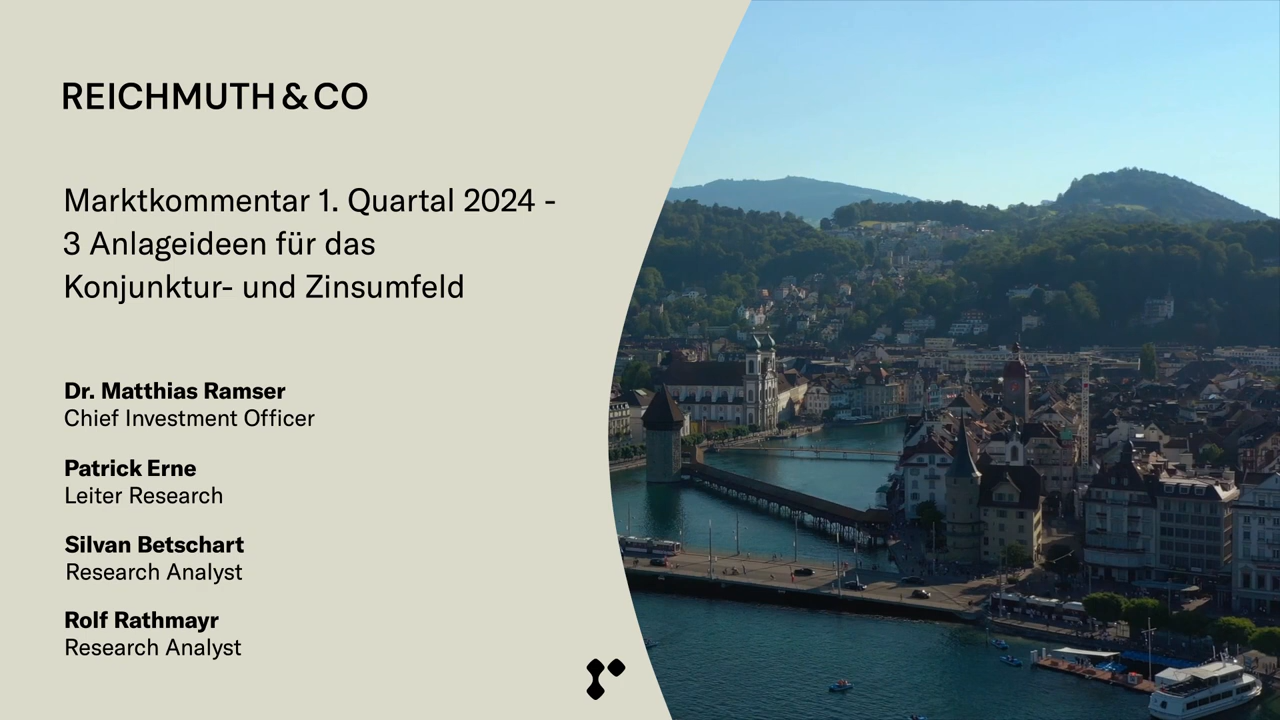 REICHMUTH & CO
Marktkommentar 1. Quartal 2024 -
3 Anlageideen für das
Konjunktur- und Zinsumfeld
Dr. Matthias Ramser
Chief Investment Officer
Patrick Erne
Leiter Research
Silvan Betschart
Research Analyst
Rolf Rathmayr
Research Analyst